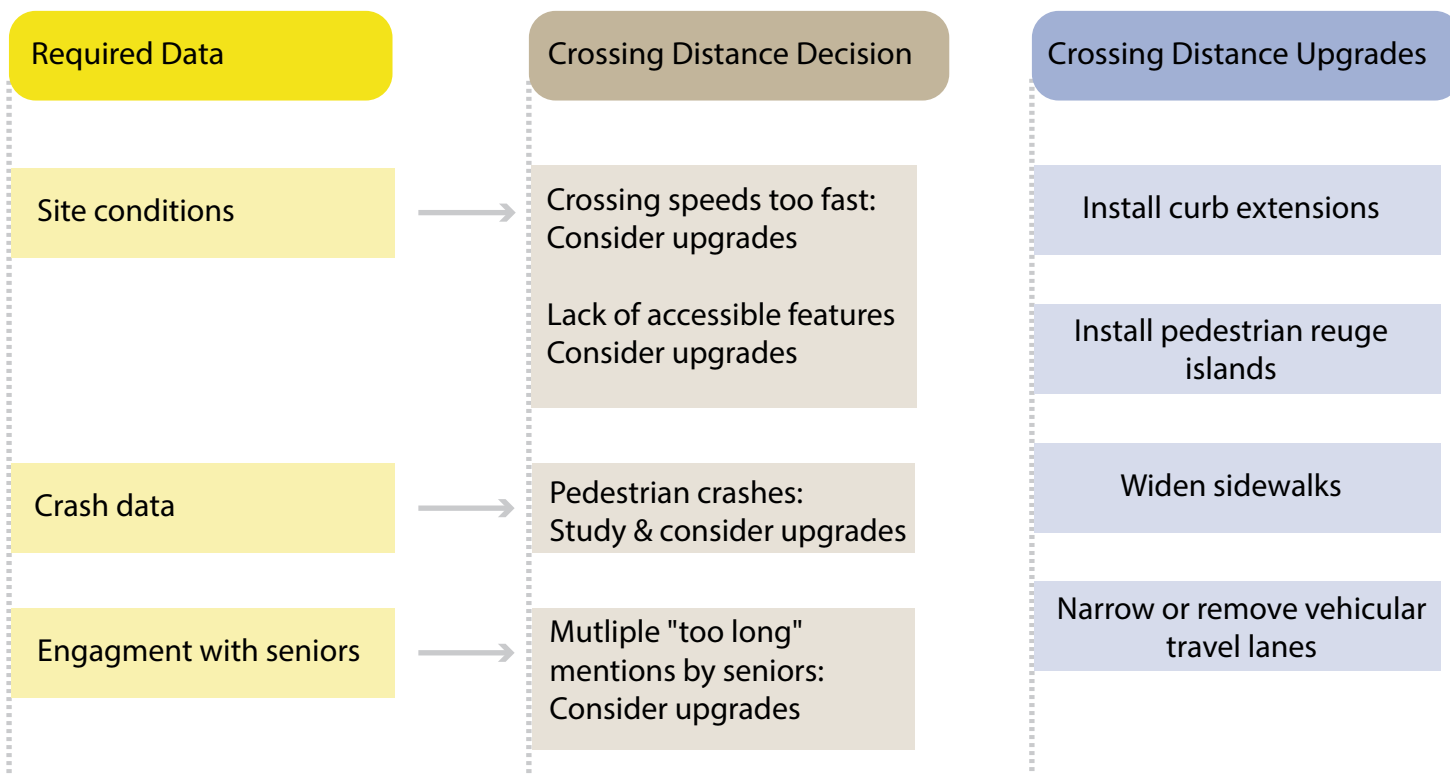 Required Data
Crossing Distance Decision
Crossing Distance Upgrades
Site conditions
Crossing speeds too fast:
Consider upgrades
Lack of accessible features
Consider upgrades
Crash data
Pedestrian crashes:
Study & consider upgrades
Engagment with seniors
Mutliple "too long"
mentions by seniors:
Consider upgrades
Install curb extensions
Install pedestrian reuge
islands
Widen sidewalks
Narrow or remove vehicular
travel lanes